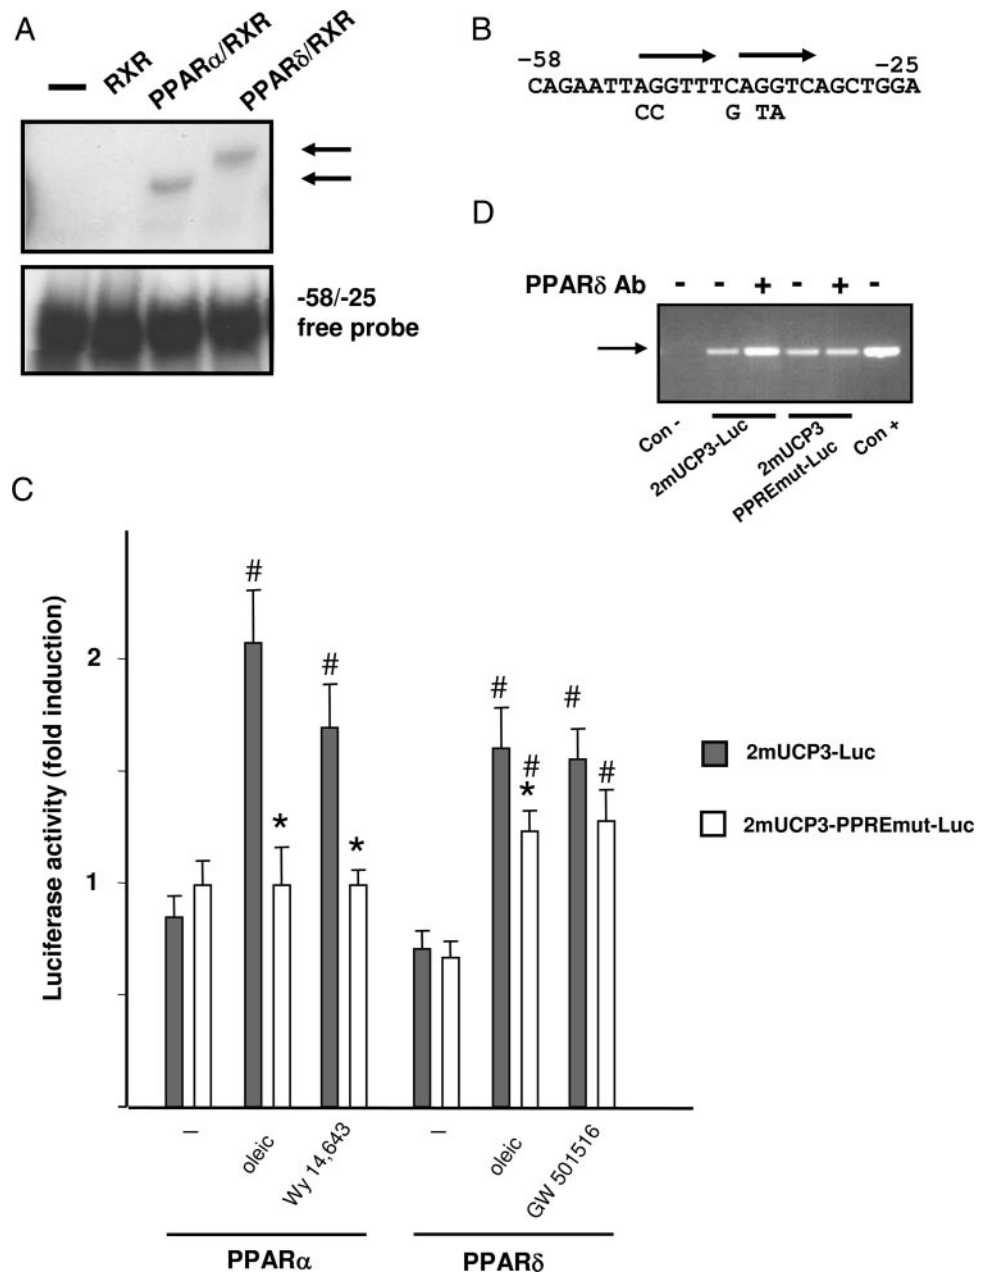 A
— RXR PPARα/RXR PPARδ/RXR
-58/-25
free probe
B
-58 -25
CAGAATTAGGTTTCAGGTCAGCTGGA
CC G TA
D
PPARδ Ab - - + - + -
Con - 2mUCP3-Luc 2mUCP3 PPREmut-Luc Con +
C
Luciferase activity (fold induction)
2
1
# # # # # #
* * *
2mUCP3-Luc
2mUCP3-PPREmut-Luc
– oleic Wy 14,643 – oleic GW 501516
PPARα PPARδ